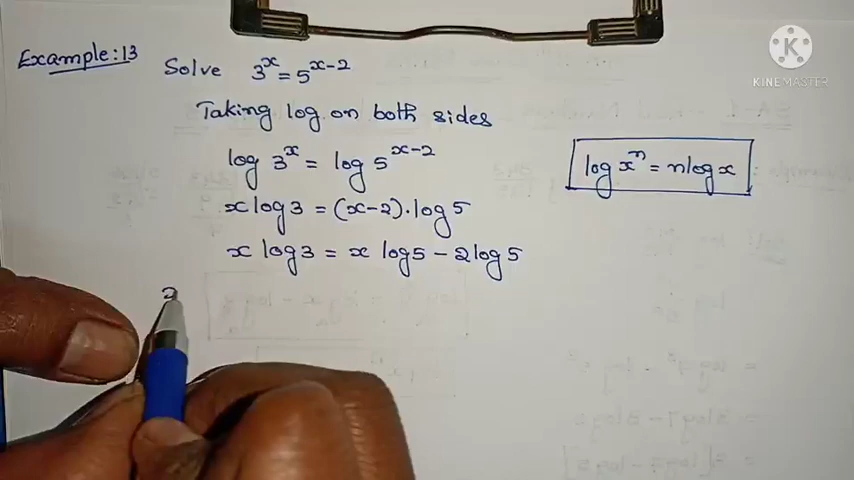 Example:13 Solve 3^x = 5^(x-2)
Taking log on both sides
log 3^x = log 5^(x-2)
log x^n = n log x
x log 3 = (x-2). log 5
x log 3 = x log 5 - 2 log 5
2
KINEMASTER